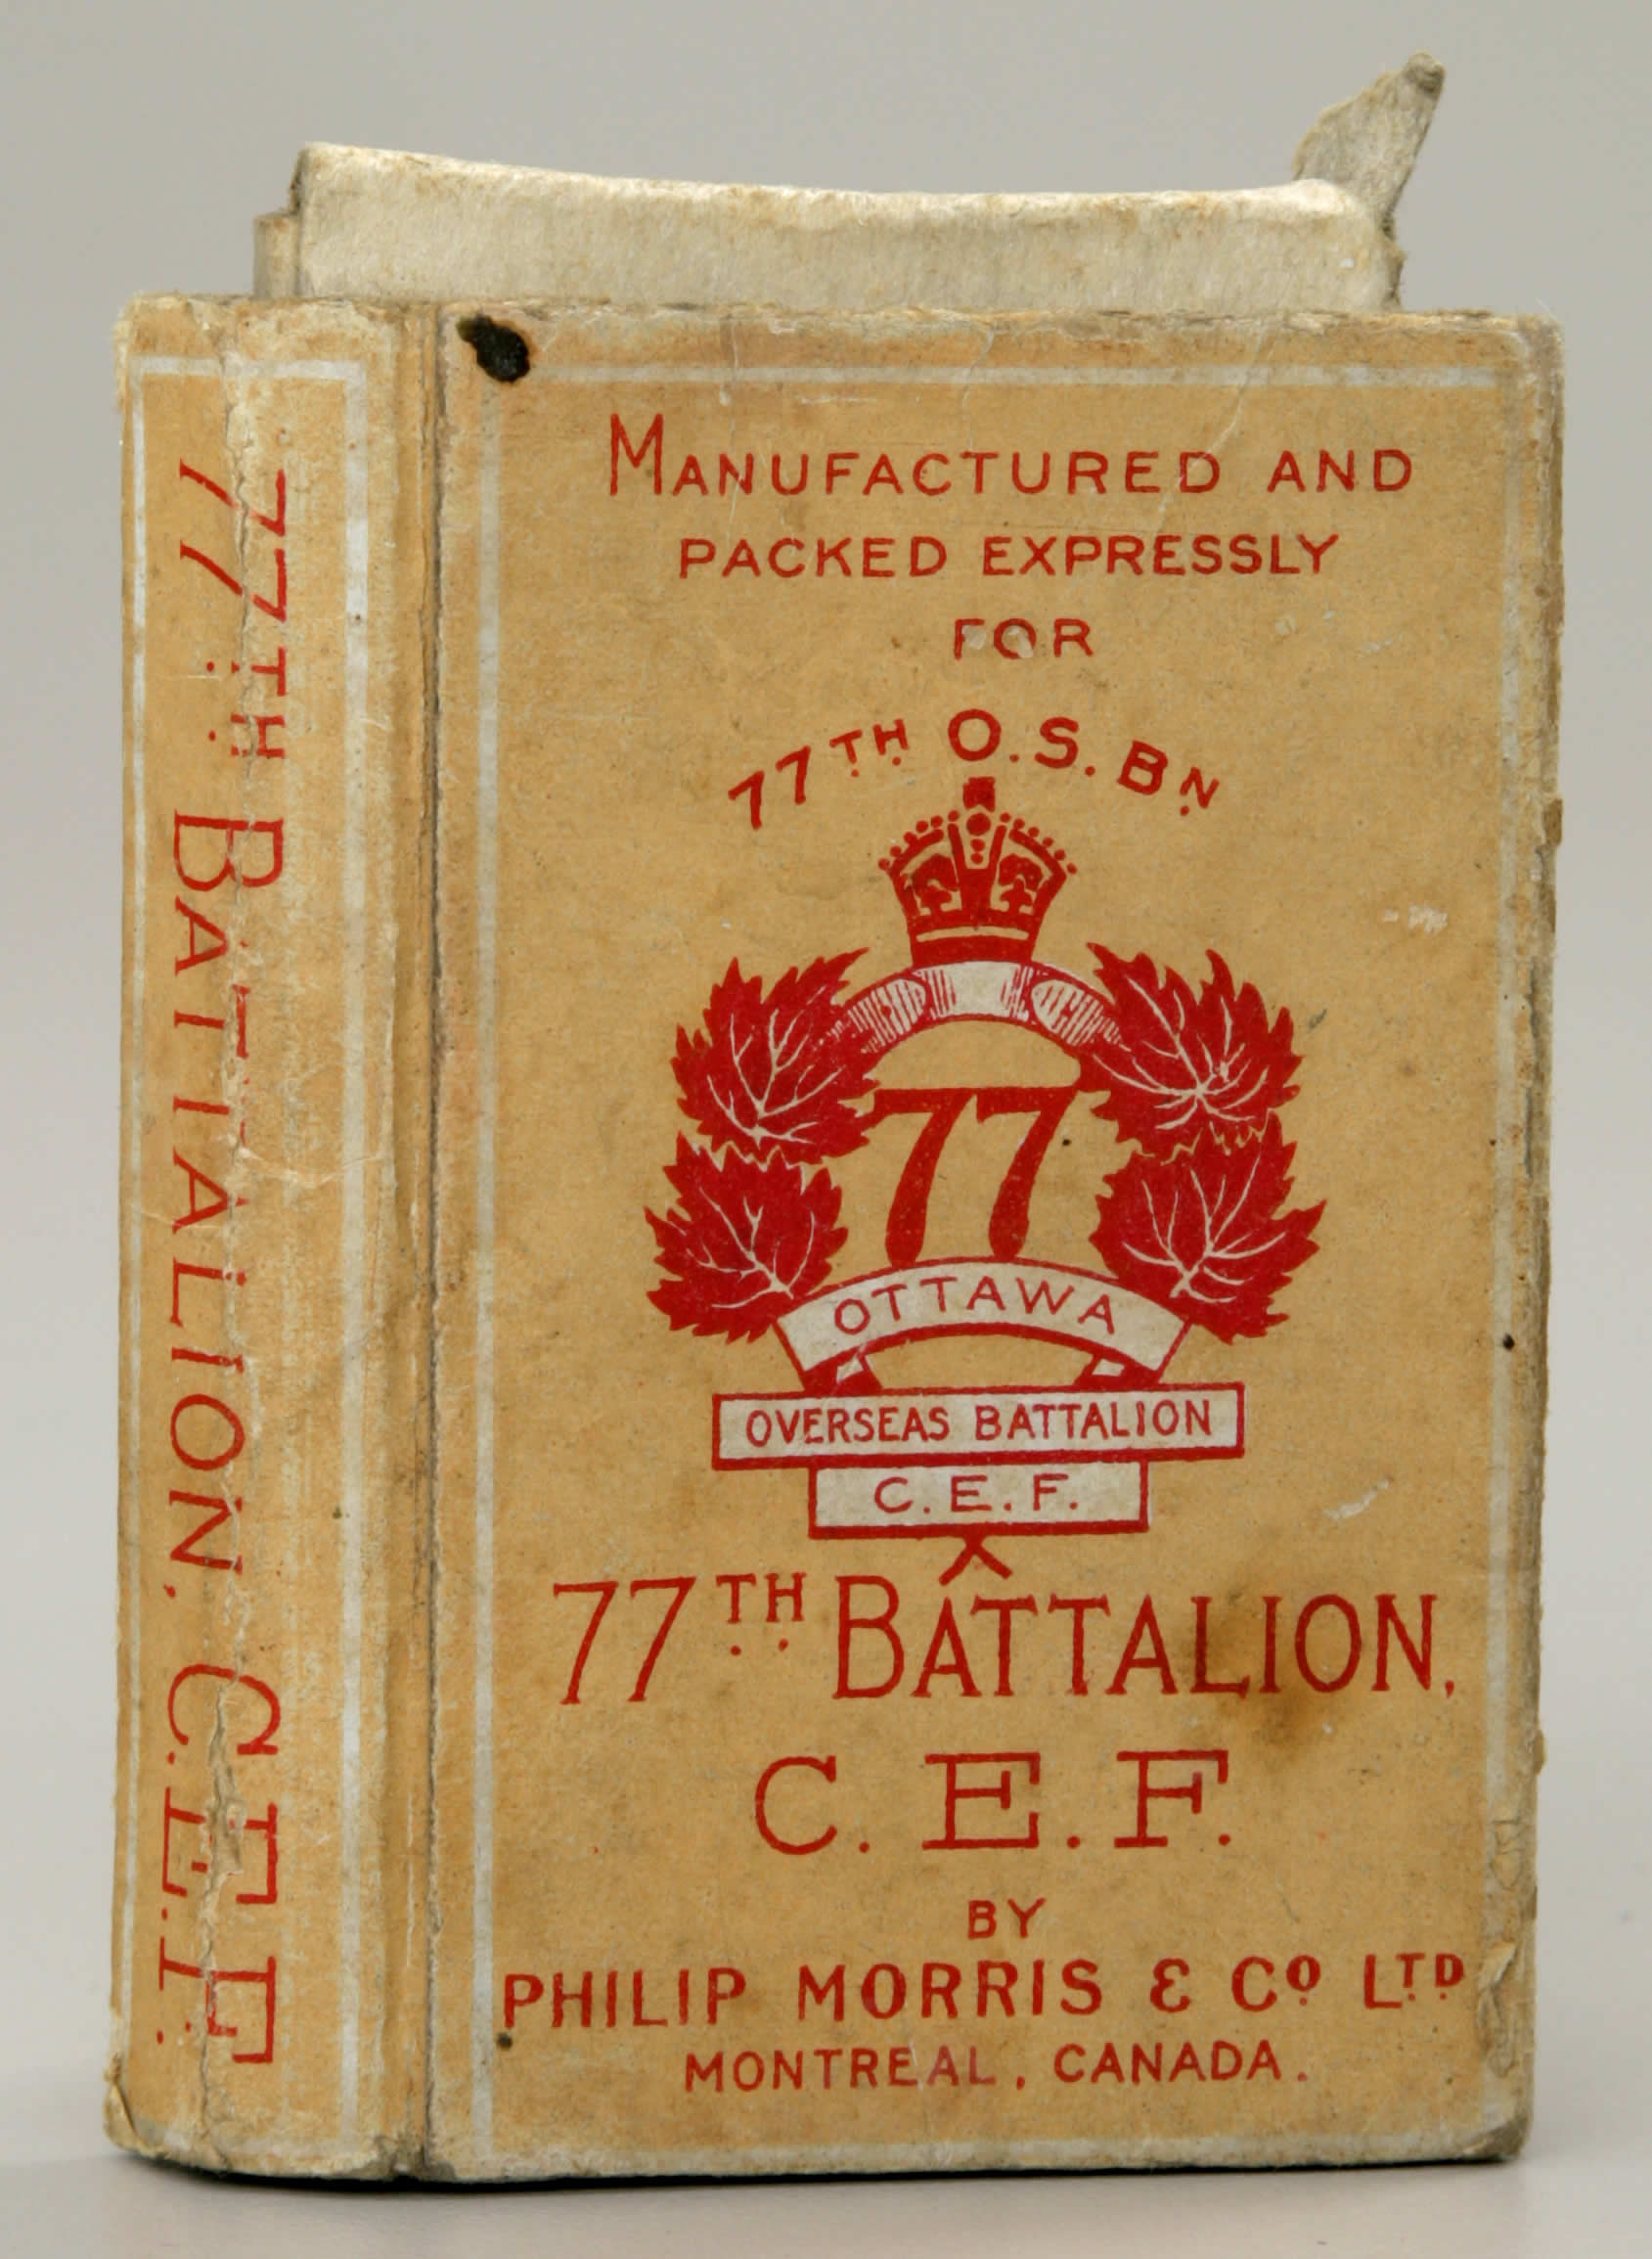 MANUFACTURED AND
PACKED EXPRESSLY
FOR
77TH O.S. BN
77
OTTAWA
OVERSEAS BATTALION
C.E.F.
77TH BATTALION,
C.E.F.
BY
PHILIP MORRIS & CO LTD
MONTREAL, CANADA.
77TH BATTALION, C.E.F.